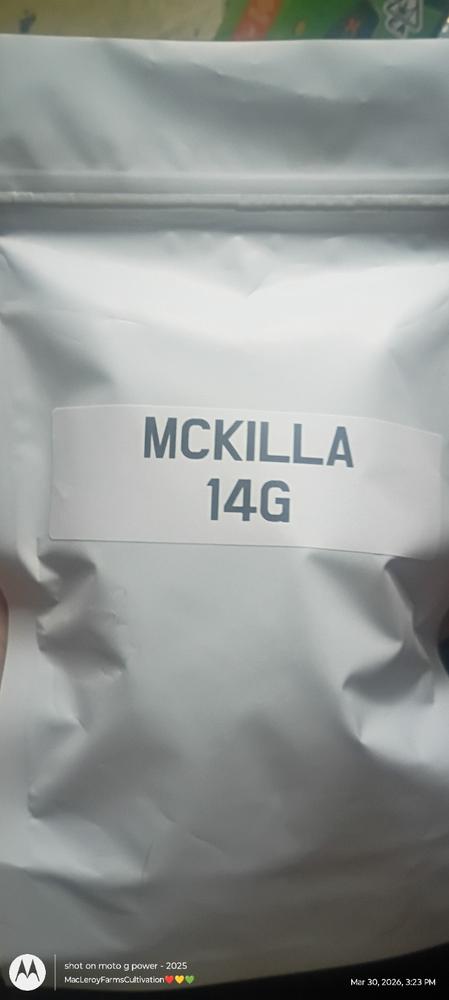 MCKILLA
14G
shot on moto g power - 2025
MacLeroyFarmsCultivation❤️💛💚
Mar 30, 2026, 3:23 PM